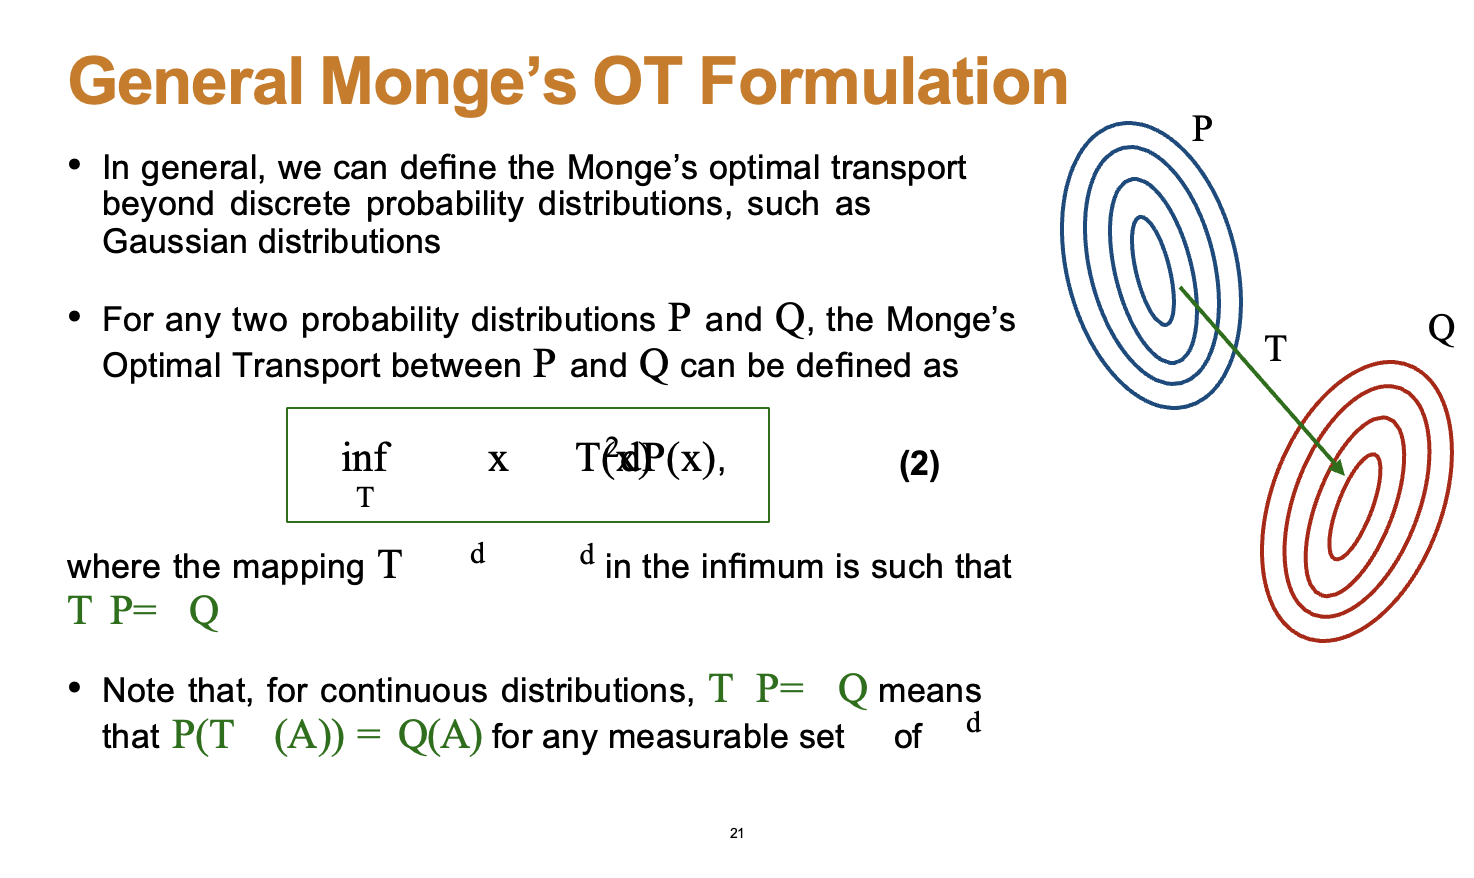 General Monge’s OT Formulation
• In general, we can define the Monge’s optimal transport
beyond discrete probability distributions, such as
Gaussian distributions
• For any two probability distributions P and Q, the Monge’s
Optimal Transport between P and Q can be defined as
inf x T(x)2dP(x),
T
(2)
where the mapping T d d in the infimum is such that
T P= Q
• Note that, for continuous distributions, T P= Q means
that P(T (A)) = Q(A) for any measurable set of d
P
T
Q
21